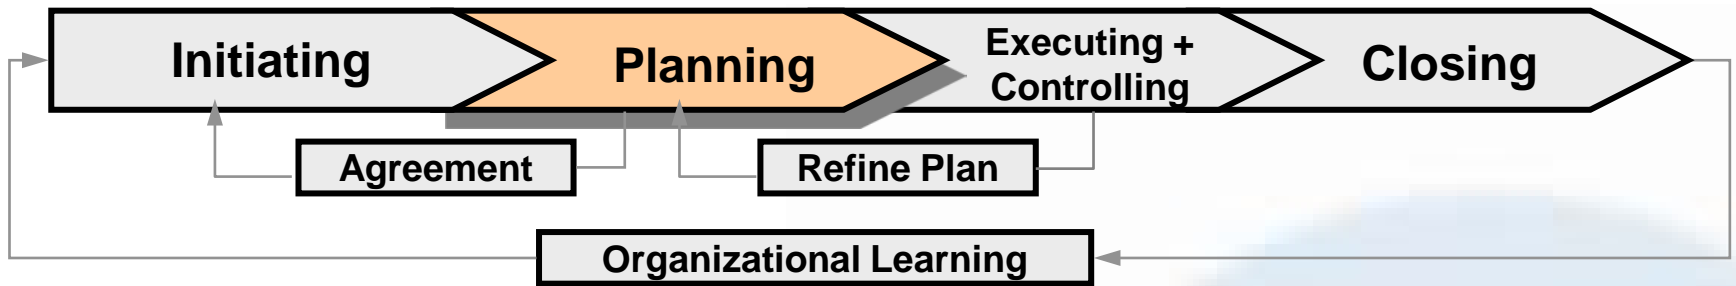 Initiating
Planning
Executing +
Controlling
Closing
Agreement
Refine Plan
Organizational Learning